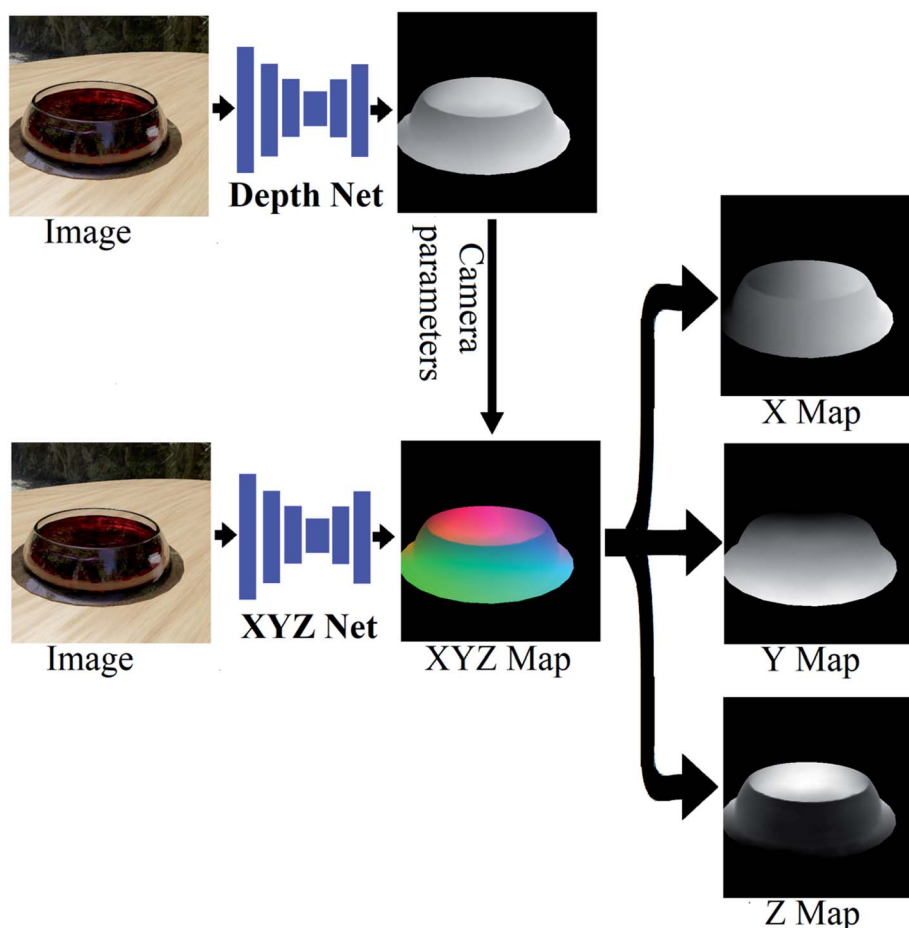 Depth Net
Image
Camera
parameters
X Map
XYZ Net
Image
XYZ Map
Y Map
Z Map